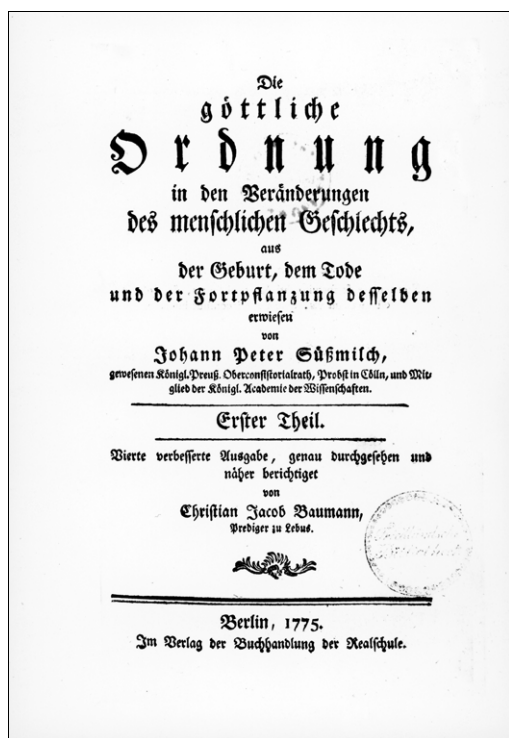 Die
göttliche
Ordnung
in den Veränderungen
des menschlichen Geschlechts,
aus
der Geburt, dem Tode
und der Fortpflanzung desselben
erwiesen
von
Johann Peter Süßmilch,
gewesenen Königl. Preuß. Oberconsistorialrath, Probst in Cölln, und Mit-
glied der Königl. Academie der Wissenschaften.
Erster Theil.
Vierte verbesserte Ausgabe, genau durchgesehen und
näher berichtiget
von
Christian Jacob Baumann,
Prediger zu Lebus.
Berlin, 1775.
Im Verlag der Buchhandlung der Realschule.